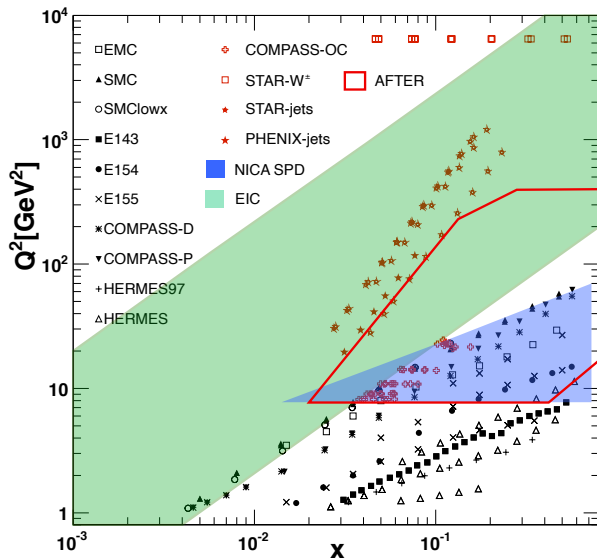 10⁴
10³
10²
10
1
Q²[GeV²]
EMC
SMC
SMClowx
E143
E154
E155
COMPASS-D
COMPASS-P
HERMES97
HERMES
COMPASS-OC
STAR-W±
STAR-jets
PHENIX-jets
NICA SPD
EIC
AFTER
10⁻³
10⁻²
10⁻¹
1
x